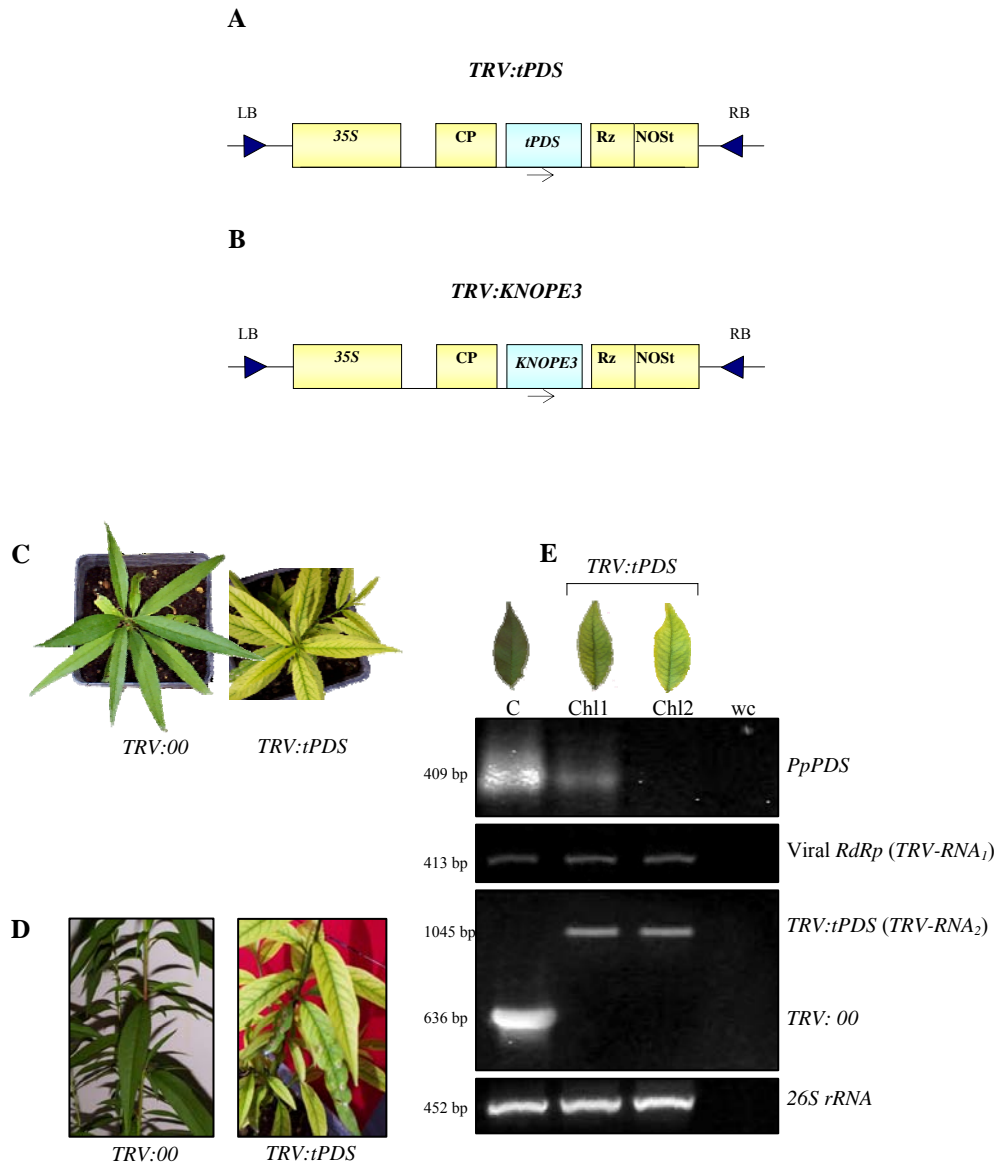 A
TRV:tPDS
LB
RB
35S
CP
tPDS
Rz
NOSt
B
TRV:KNOPE3
LB
RB
35S
CP
KNOPE3
Rz
NOSt
C
TRV:00
TRV:tPDS
D
TRV:00
TRV:tPDS
E
TRV:tPDS
C Chl1 Chl2 wc
409 bp PpPDS
413 bp Viral RdRp (TRV-RNA1)
1045 bp TRV:tPDS (TRV-RNA2)
636 bp TRV: 00
452 bp 26S rRNA